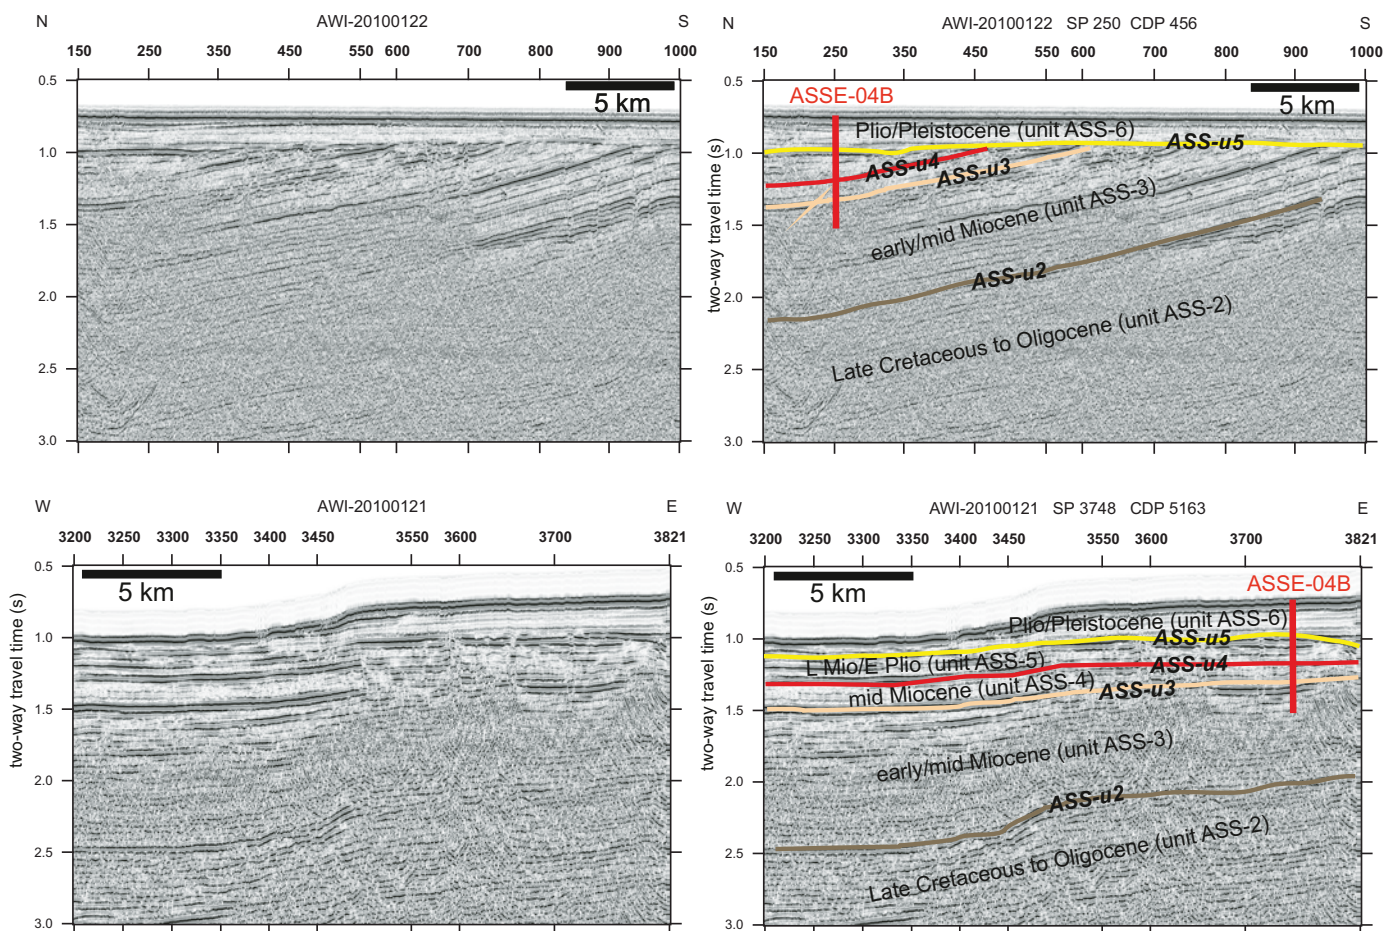 N AWI-20100122 S
150 250 350 450 550 600 700 800 900 1000
0.5
5 km
1.0
1.5
2.0
2.5
3.0
N AWI-20100122 SP 250 CDP 456 S
150 250 350 450 550 600 700 800 900 1000
0.5
5 km
ASSE-04B
Plio/Pleistocene (unit ASS-6)
ASS-u5
1.0
ASS-u4
ASS-u3
early/mid Miocene (unit ASS-3)
1.5
ASS-u2
2.0
Late Cretaceous to Oligocene (unit ASS-2)
2.5
3.0
two-way travel time (s)
W AWI-20100121 E
3200 3250 3300 3350 3400 3450 3550 3600 3700 3821
0.5
5 km
1.0
1.5
2.0
2.5
3.0
two-way travel time (s)
W AWI-20100121 SP 3748 CDP 5163 E
3200 3250 3300 3350 3400 3450 3550 3600 3700 3821
0.5
5 km
ASSE-04B
Plio/Pleistocene (unit ASS-6)
1.0
ASS-u5
L Mio/E Plio (unit ASS-5)
ASS-u4
mid Miocene (unit ASS-4)
ASS-u3
1.5
early/mid Miocene (unit ASS-3)
2.0
ASS-u2
Late Cretaceous to Oligocene (unit ASS-2)
2.5
3.0
two-way travel time (s)